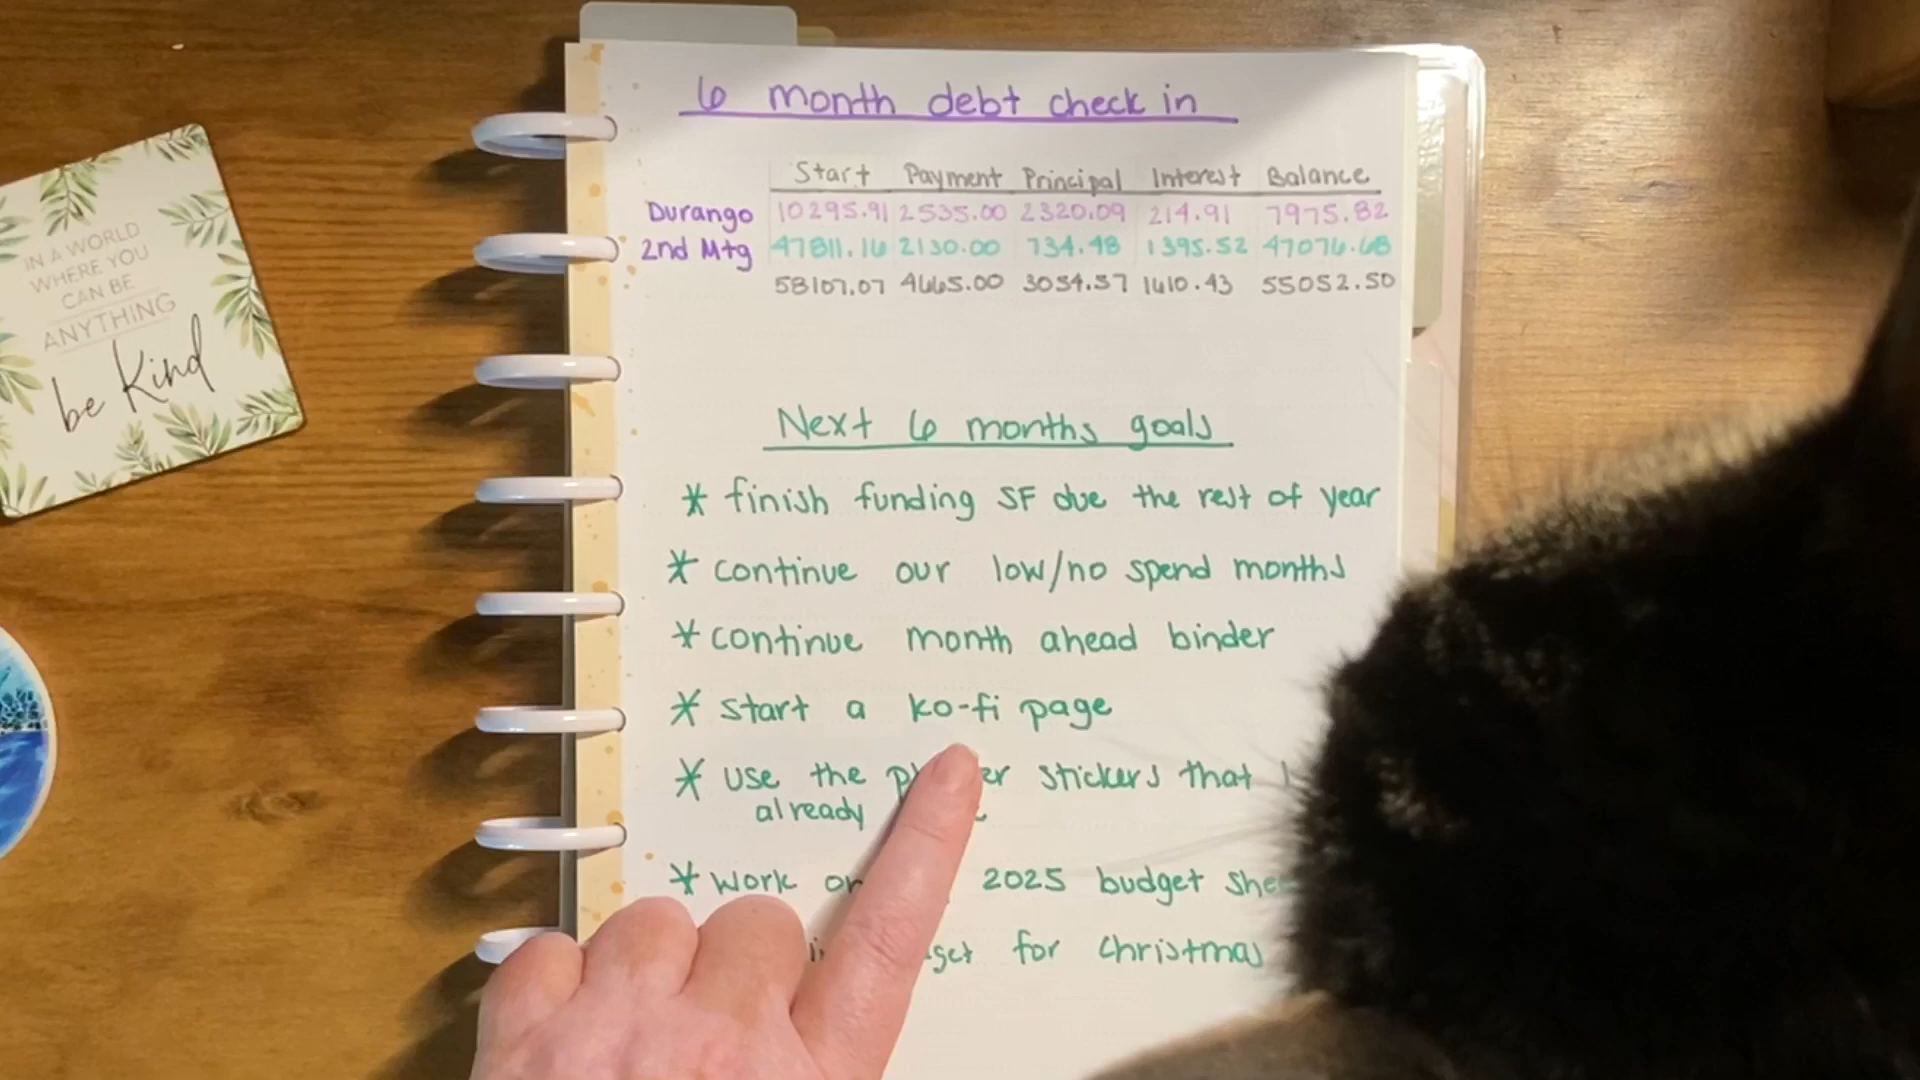 6 month debt check in
Start Payment Principal Interest Balance
Durango 10295.91 2535.00 2320.09 214.91 7975.82
2nd Mtg 47811.16 2130.00 734.48 1395.52 47076.68
58107.07 4665.00 3054.57 1610.43 55052.50
Next 6 months goals
* finish funding SF due the rest of year
* continue our low/no spend months
* continue month ahead binder
* start a ko-fi page
* use the stickers that
already
* work 2025 budget
for Christmas
IN A WORLD
WHERE YOU
CAN BE
ANYTHING
be Kind